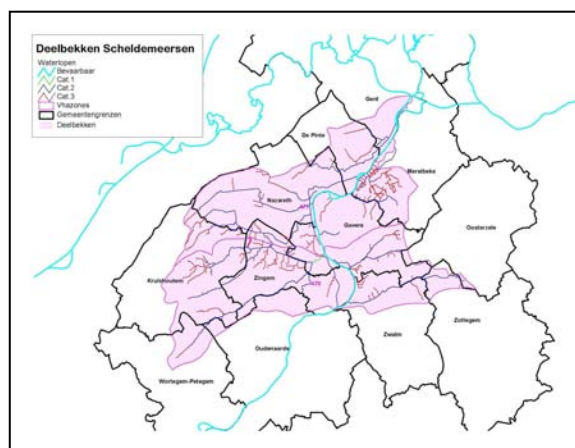 Deelbekken Scheldemeersen
Waterlopen
Bevaarbaar
Cat.1
Cat.2
Cat.3
Vhazones
Gemeentengrenzen
Deelbekken
Gent
De Pinte
Merelbeke
Nazareth
Gavere
Oosterzele
Kruishoutem
Zingem
Zottegem
Zwalm
Oudenaarde
Wortegem-Petegem